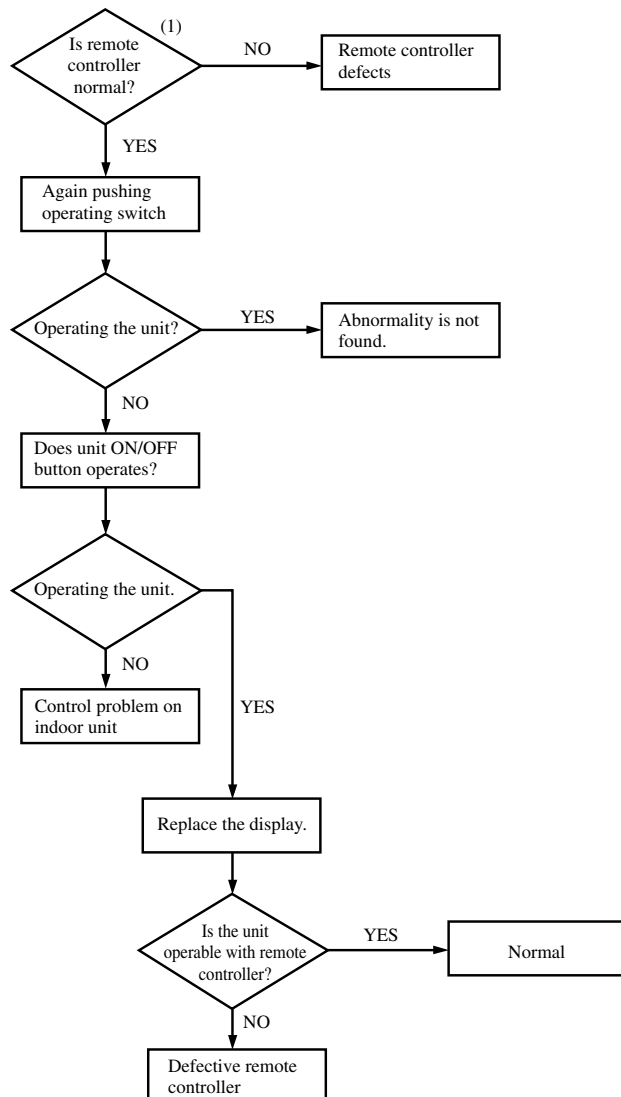 (1)
Is remote
controller
normal?
NO
Remote controller
defects
YES
Again pushing
operating switch
Operating the unit?
YES
Abnormality is not
found.
NO
Does unit ON/OFF
button operates?
Operating the unit.
NO
Control problem on
indoor unit
YES
Replace the display.
Is the unit
operable with remote
controller?
YES
Normal
NO
Defective remote
controller